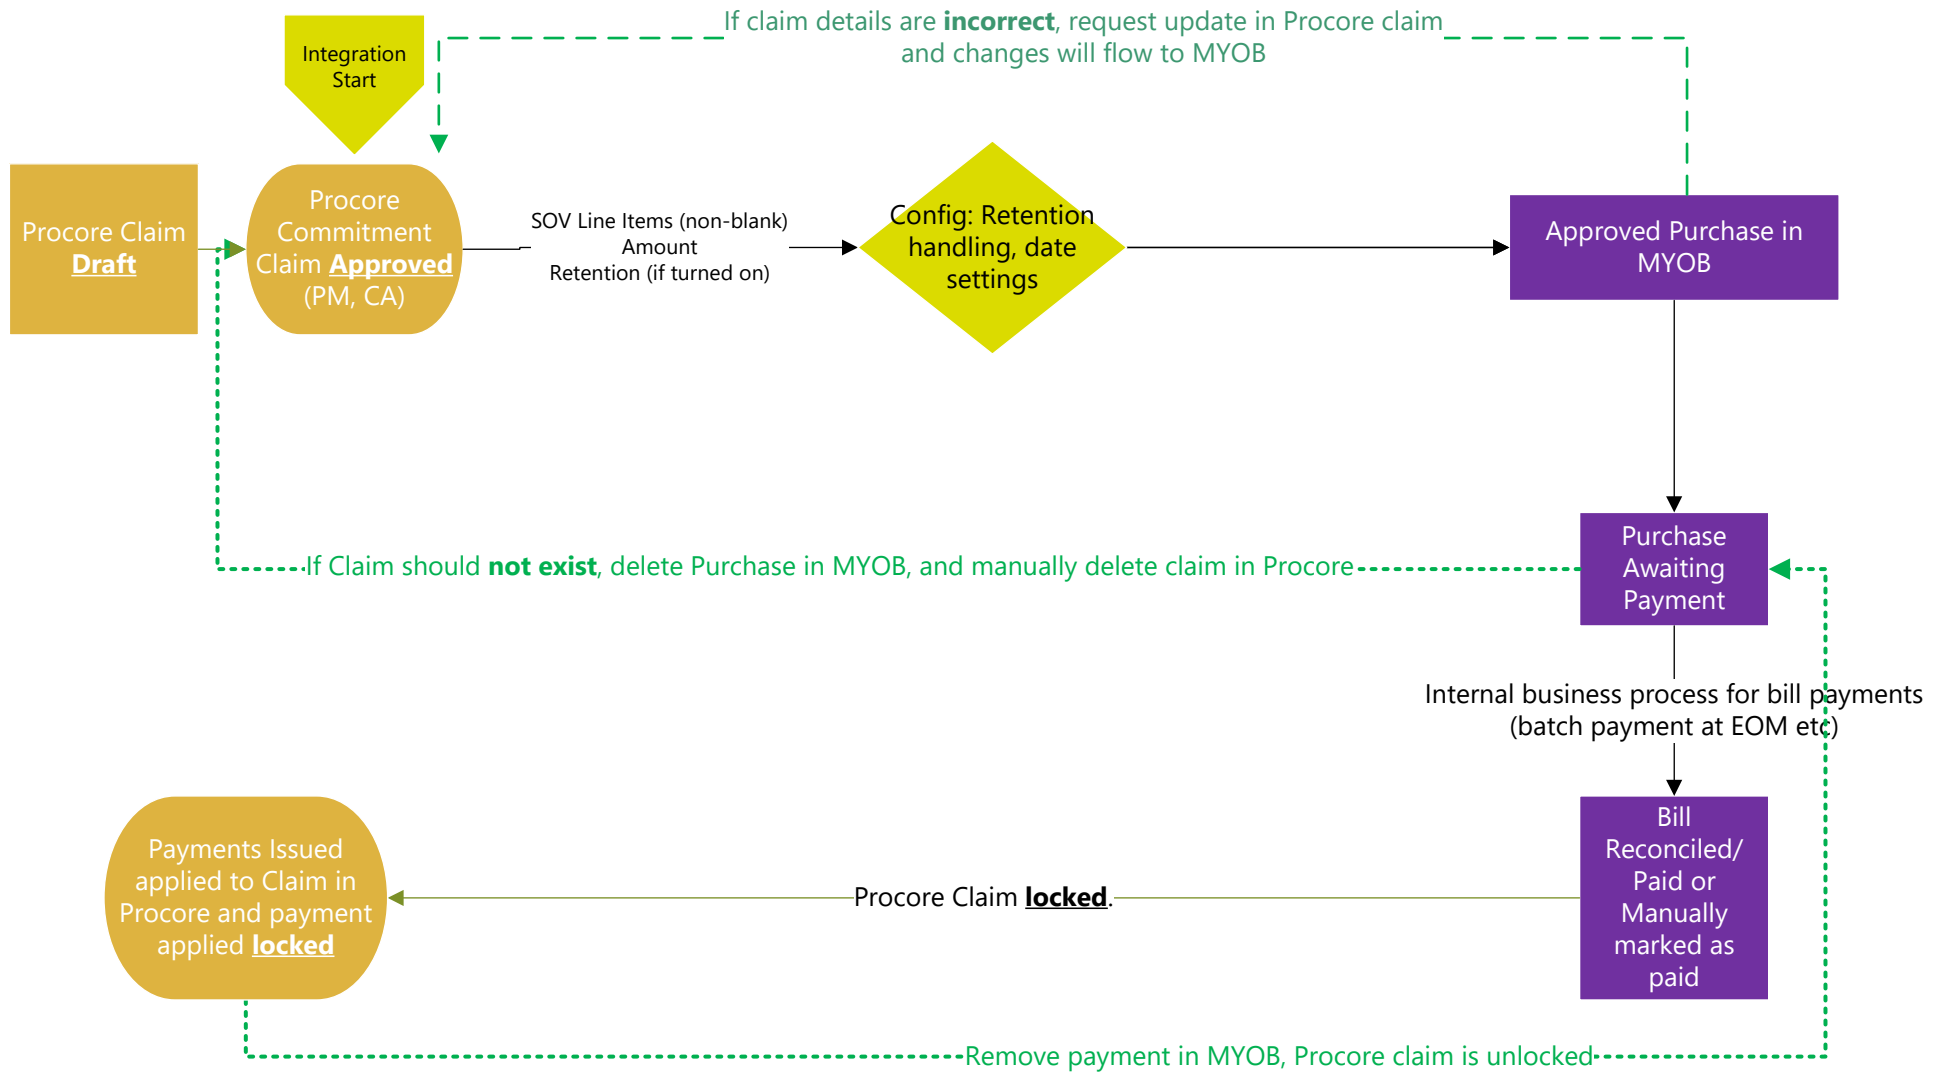 If claim details are incorrect, request update in Procore claim
and changes will flow to MYOB
Integration
Start
Procore Claim
Draft
Procore
Commitment
Claim Approved
(PM, CA)
SOV Line Items (non-blank)
Amount
Retention (if turned on)
Config: Retention
handling, date
settings
Approved Purchase in
MYOB
If Claim should not exist, delete Purchase in MYOB, and manually delete claim in Procore
Purchase
Awaiting
Payment
Internal business process for bill payments
(batch payment at EOM etc)
Payments Issued
applied to Claim in
Procore and payment
applied locked
Procore Claim locked.
Bill
Reconciled/
Paid or
Manually
marked as
paid
Remove payment in MYOB, Procore claim is unlocked